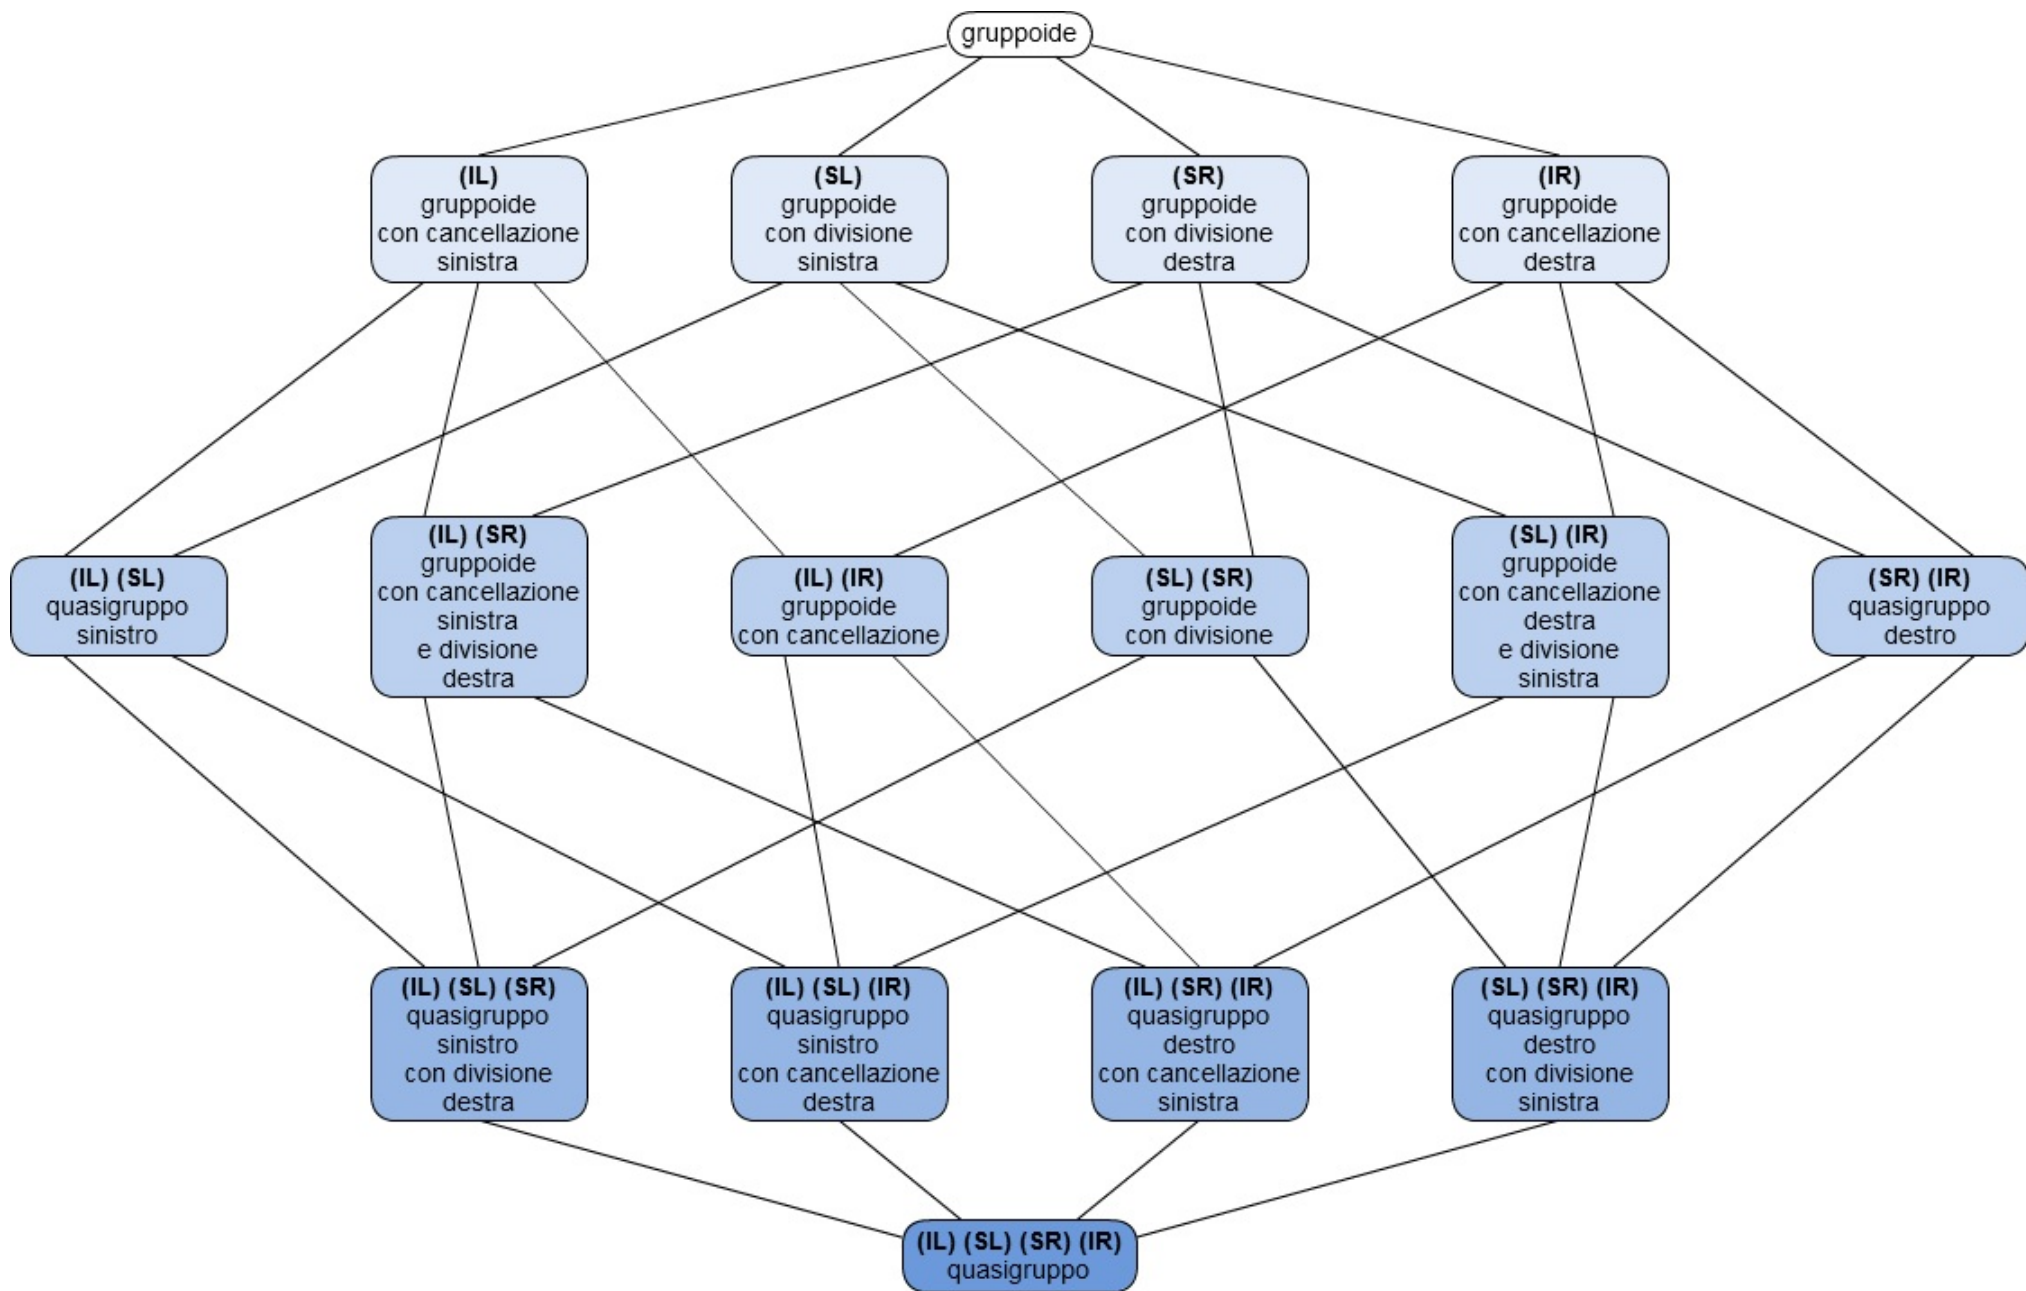 gruppoide
(IL)
gruppoide
con cancellazione
sinistra
(SL)
gruppoide
con divisione
sinistra
(SR)
gruppoide
con divisione
destra
(IR)
gruppoide
con cancellazione
destra
(IL) (SL)
quasigruppo
sinistro
(IL) (SR)
gruppoide
con cancellazione
sinistra
e divisione
destra
(IL) (IR)
gruppoide
con cancellazione
(SL) (SR)
gruppoide
con divisione
(SL) (IR)
gruppoide
con cancellazione
destra
e divisione
sinistra
(SR) (IR)
quasigruppo
destro
(IL) (SL) (SR)
quasigruppo
sinistro
con divisione
destra
(IL) (SL) (IR)
quasigruppo
sinistro
con cancellazione
destra
(IL) (SR) (IR)
quasigruppo
destro
con cancellazione
sinistra
(SL) (SR) (IR)
quasigruppo
destro
con divisione
sinistra
(IL) (SL) (SR) (IR)
quasigruppo